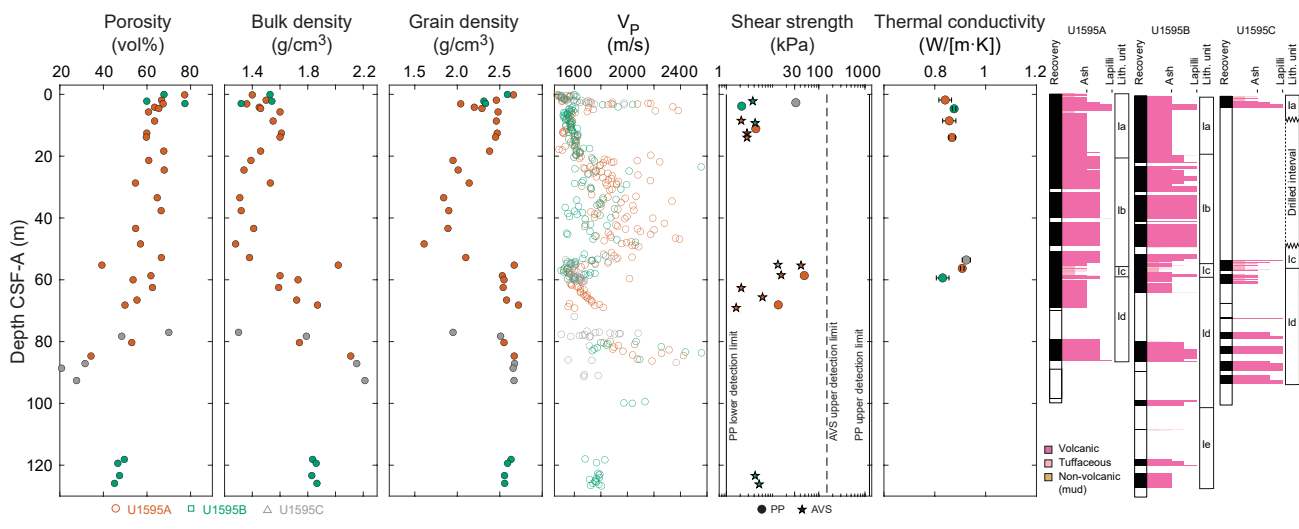 Porosity
(vol%)
Bulk density
(g/cm³)
Grain density
(g/cm³)
VP
(m/s)
Shear strength
(kPa)
Thermal conductivity
(W/[m·K])
U1595A
U1595B
U1595C
Recovery
Ash
Lapilli
Lith. unit
Recovery
Ash
Lapilli
Lith. unit
Recovery
Ash
Lapilli
Lith. unit
20 40 60 80
1.4 1.8 2.2
1.5 2.0 2.5 3.0
1600 2000 2400
1 3 30 100 1000
0.8 1 1.2
Depth CSF-A (m)
0
20
40
60
80
100
120
PP lower detection limit
AVS upper detection limit
PP upper detection limit
Ia
Ib
Ic
Id
Ia
Ib
Ic
Id
Ie
Ia
Drilled interval
Ic
Id
Volcanic
Tuffaceous
Non-volcanic
(mud)
U1595A U1595B U1595C
PP AVS